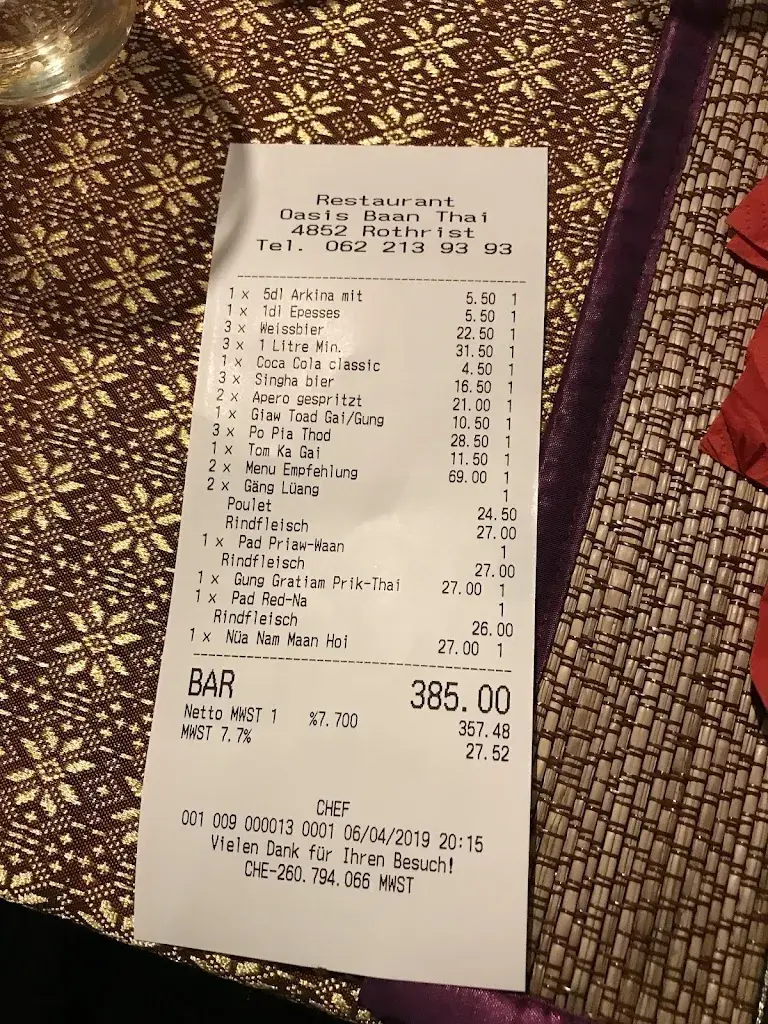 Restaurant
Oasis Baan Thai
4852 Rothrist
Tel. 062 213 93 93
1 x 5dl Arkina mit 5.50 1
1 x 1dl Epesses 5.50 1
3 x Weissbier 22.50 1
3 x 1 Litre Min. 31.50 1
1 x Coca Cola classic 4.50 1
3 x Singha bier 16.50 1
2 x Apero gespritzt 21.00 1
1 x Giaw Toad Gai/Gung 10.50 1
3 x Po Pia Thod 28.50 1
1 x Tom Ka Gai 11.50 1
2 x Menu Empfehlung 69.00 1
2 x Gäng Lüang 1
Poulet 24.50
Rindfleisch 27.00
1 x Pad Priaw-Waan 1
Rindfleisch 27.00
1 x Gung Gratiam Prik-Thai 27.00 1
1 x Pad Red-Na 1
Rindfleisch 26.00
1 x Nüa Nam Maan Hoi 27.00 1
BAR 385.00
Netto MWST 1 %7.700 357.48
MWST 7.7% 27.52
CHEF
001 009 000013 0001 06/04/2019 20:15
Vielen Dank für Ihren Besuch!
CHE-260.794.066 MWST